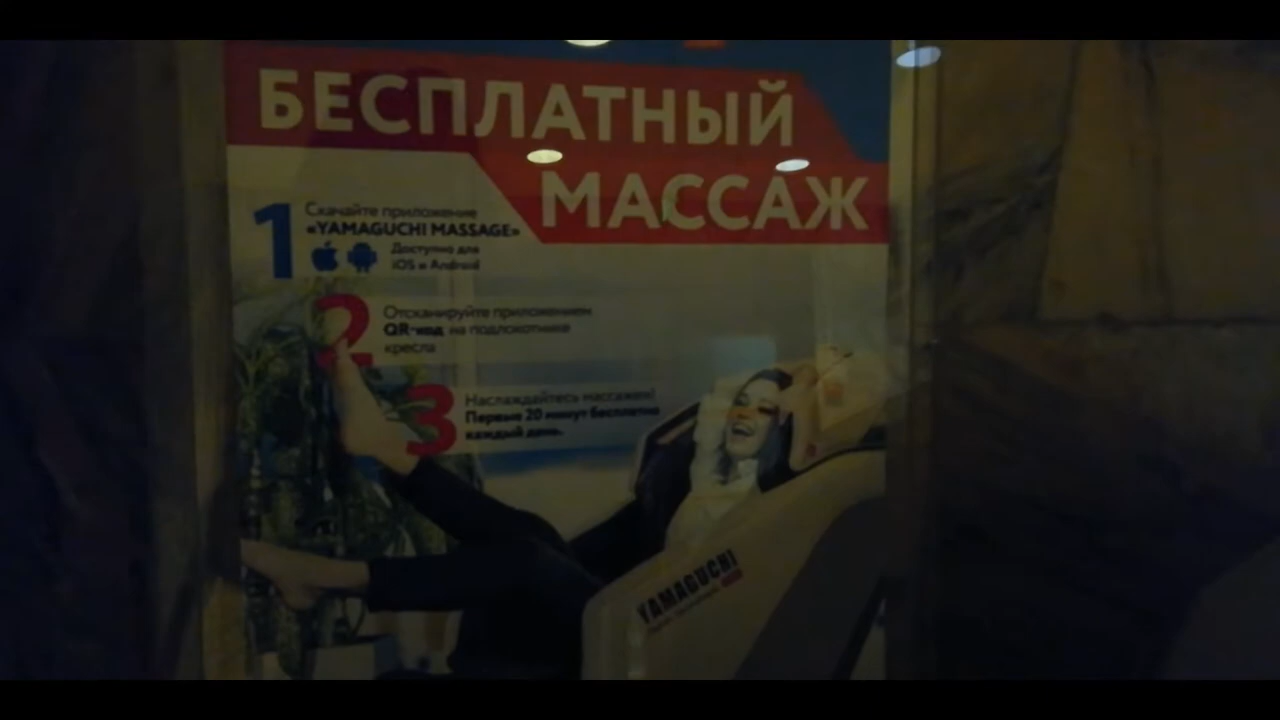 БЕСПЛАТНЫЙ
МАССАЖ
1
Скачайте приложение
«YAMAGUCHI MASSAGE»
Доступно для
iOS и Android
2
Отсканируйте приложением
QR-код на подлокотнике
кресла
3
Наслаждайтесь массажем!
Первые 20 минут бесплатно
каждый день.
YAMAGUCHI